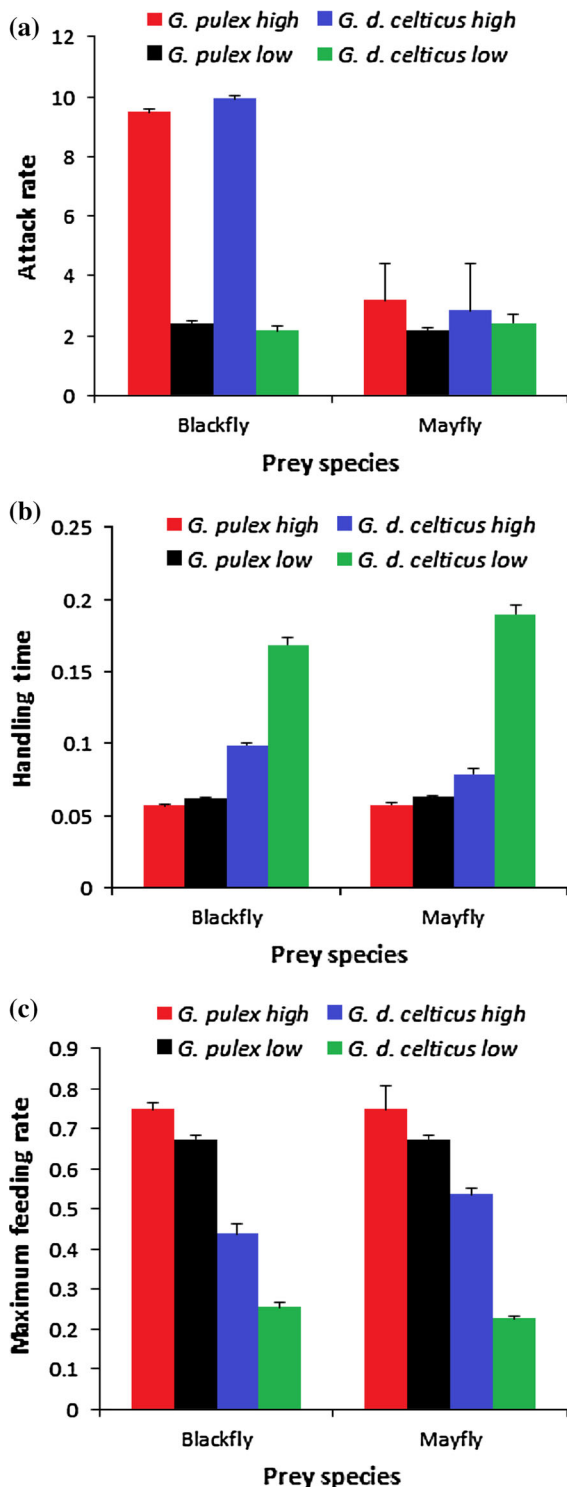 (a)
G. pulex high G. d. celticus high
G. pulex low G. d. celticus low
12
10
8
6
4
2
0
Attack rate
Blackfly Mayfly
Prey species
(b)
0.25
G. pulex high G. d. celticus high
G. pulex low G. d. celticus low
0.2
0.15
0.1
0.05
0
Handling time
Blackfly Mayfly
Prey species
(c)
G. pulex high G. d. celticus high
G. pulex low G. d. celticus low
0.9
0.8
0.7
0.6
0.5
0.4
0.3
0.2
0.1
0
Maximum feeding rate
Blackfly Mayfly
Prey species